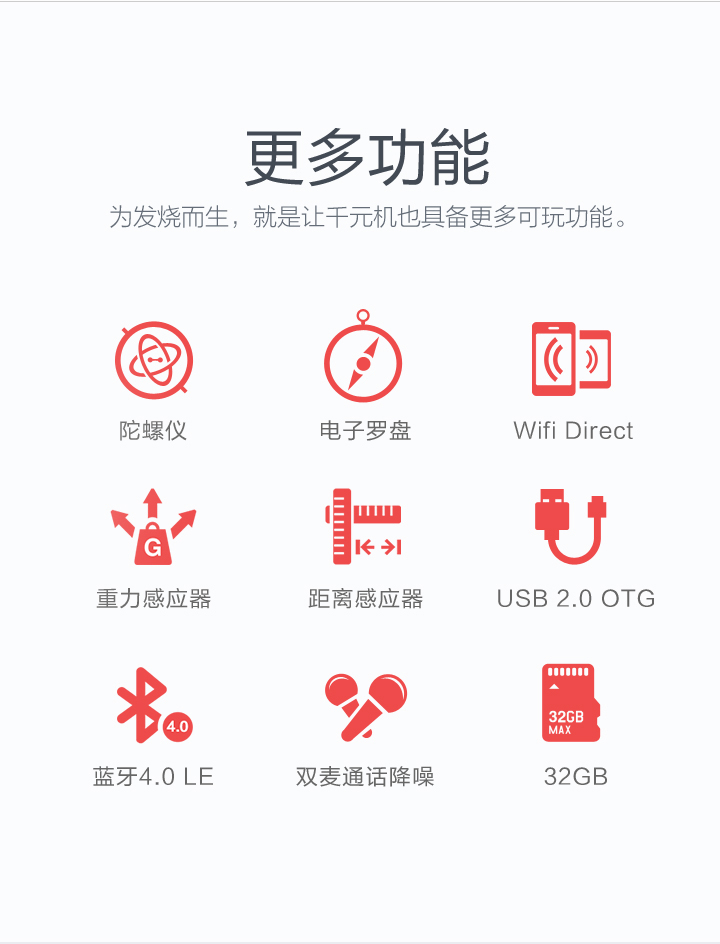 更多功能
为发烧而生，就是让千元机也具备更多可玩功能。
陀螺仪
电子罗盘
Wifi Direct
G
重力感应器
距离感应器
USB 2.0 OTG
4.0
32GB
MAX
蓝牙4.0 LE
双麦通话降噪
32GB